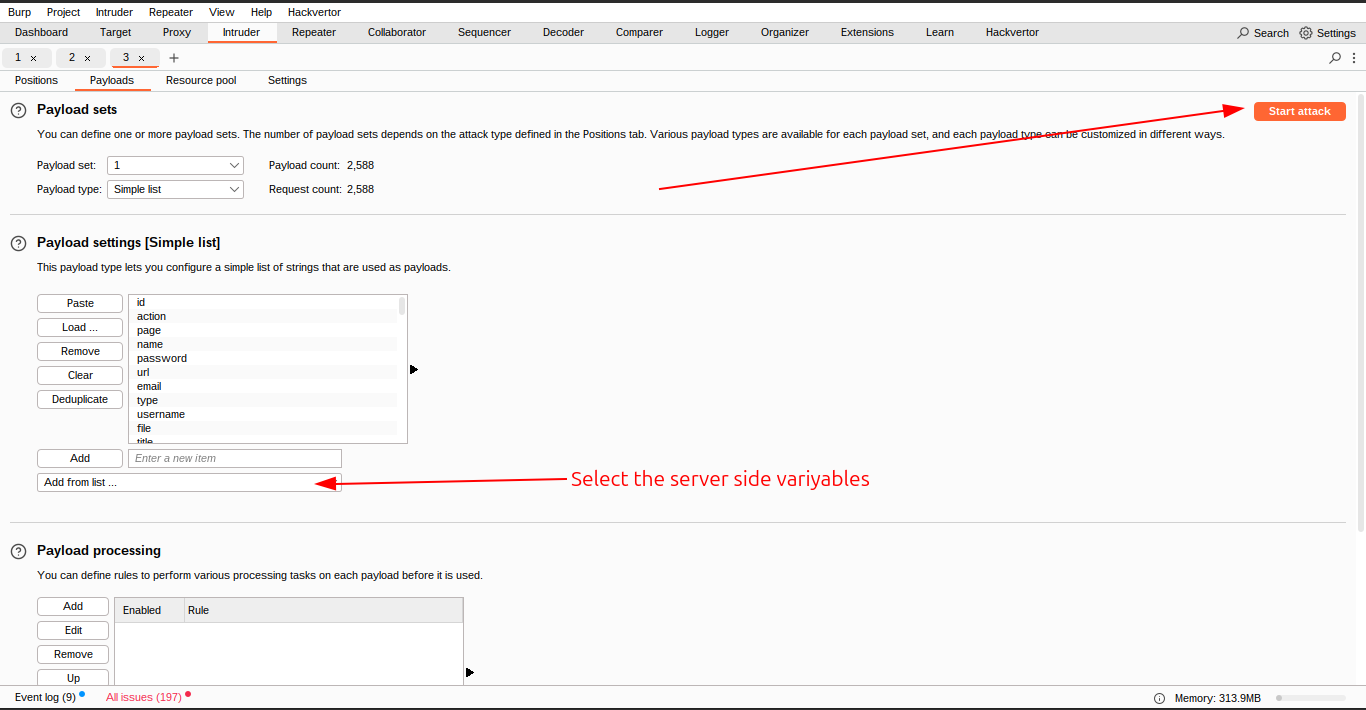 Burp Project Intruder Repeater View Help Hackvertor
Dashboard Target Proxy Intruder Repeater Collaborator Sequencer Decoder Comparer Logger Organizer Extensions Learn Hackvertor Search Settings
1 × 2 × 3 × +
Positions Payloads Resource pool Settings
? Payload sets Start attack
You can define one or more payload sets. The number of payload sets depends on the attack type defined in the Positions tab. Various payload types are available for each payload set, and each payload type can be customized in different ways.
Payload set: 1 Payload count: 2,588
Payload type: Simple list Request count: 2,588
? Payload settings [Simple list]
This payload type lets you configure a simple list of strings that are used as payloads.
Paste
Load ...
Remove
Clear
Deduplicate
id
action
page
name
password
url
email
type
username
file
title
Add Enter a new item
Add from list ... Select the server side variyables
? Payload processing
You can define rules to perform various processing tasks on each payload before it is used.
Add
Edit
Remove
Up
Enabled Rule
Event log (9) All issues (197) Memory: 313.9MB